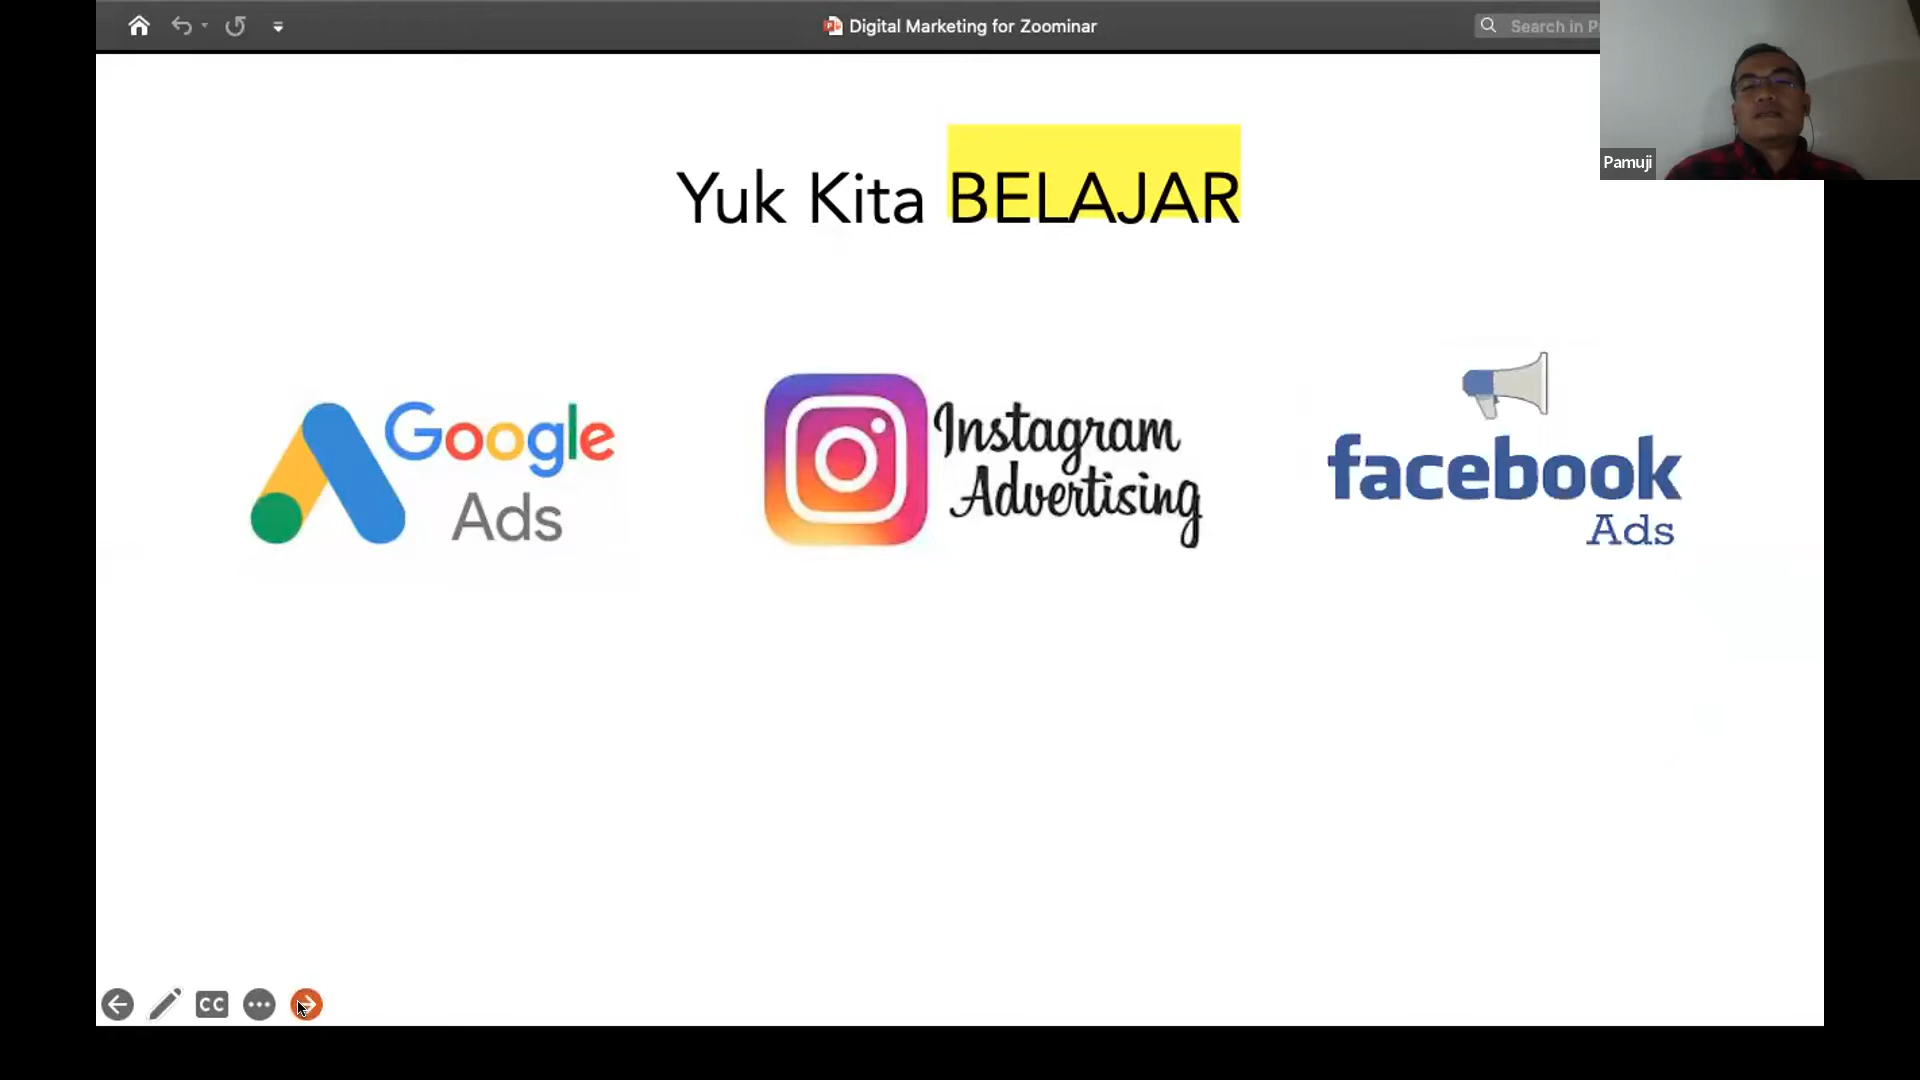 Digital Marketing for Zoominar
Search in P
Pamuji
Yuk Kita BELAJAR
Google
Ads
Instagram
Advertising
facebook
Ads
CC